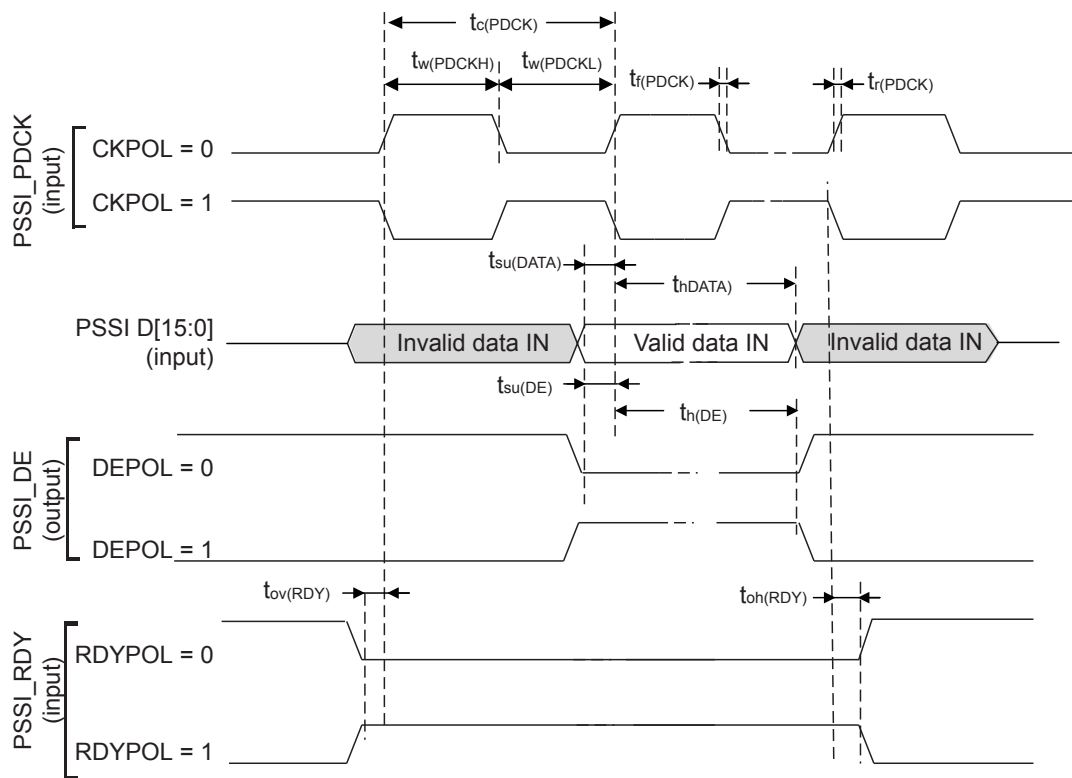 tc(PDCK)
tw(PDCKH) tw(PDCKL) tf(PDCK) tr(PDCK)
PSSI_PDCK
(input)
CKPOL = 0
CKPOL = 1
tsu(DATA)
thDATA)
PSSI D[15:0]
(input)
Invalid data IN Valid data IN Invalid data IN
tsu(DE)
th(DE)
PSSI_DE
(output)
DEPOL = 0
DEPOL = 1
tov(RDY) toh(RDY)
PSSI_RDY
(input)
RDYPOL = 0
RDYPOL = 1